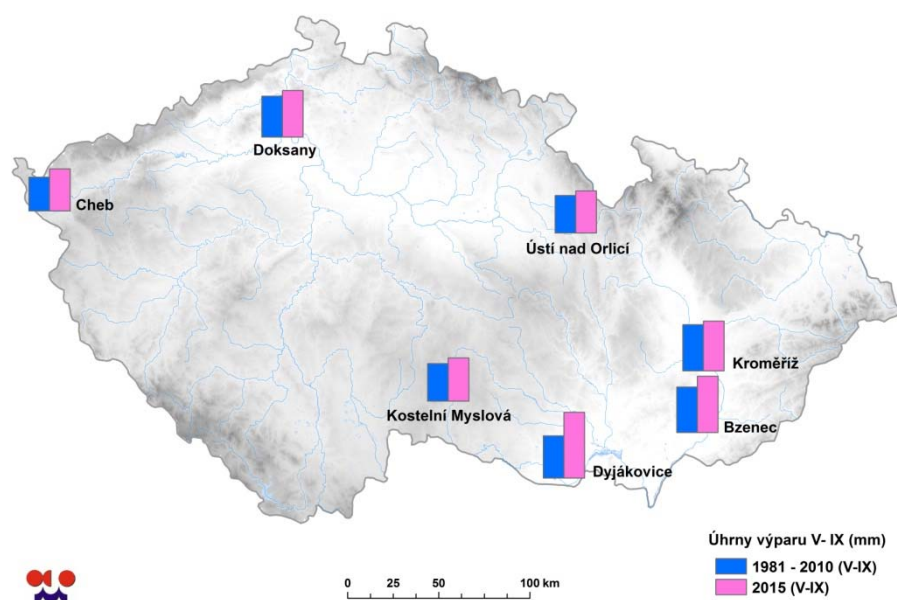 Doksany
Cheb
Ústí nad Orlicí
Kroměříž
Kostelní Myslová
Bzenec
Dyjákovice
Úhrny výparu V- IX (mm)
1981 - 2010 (V-IX)
2015 (V-IX)
0 25 50 100 km